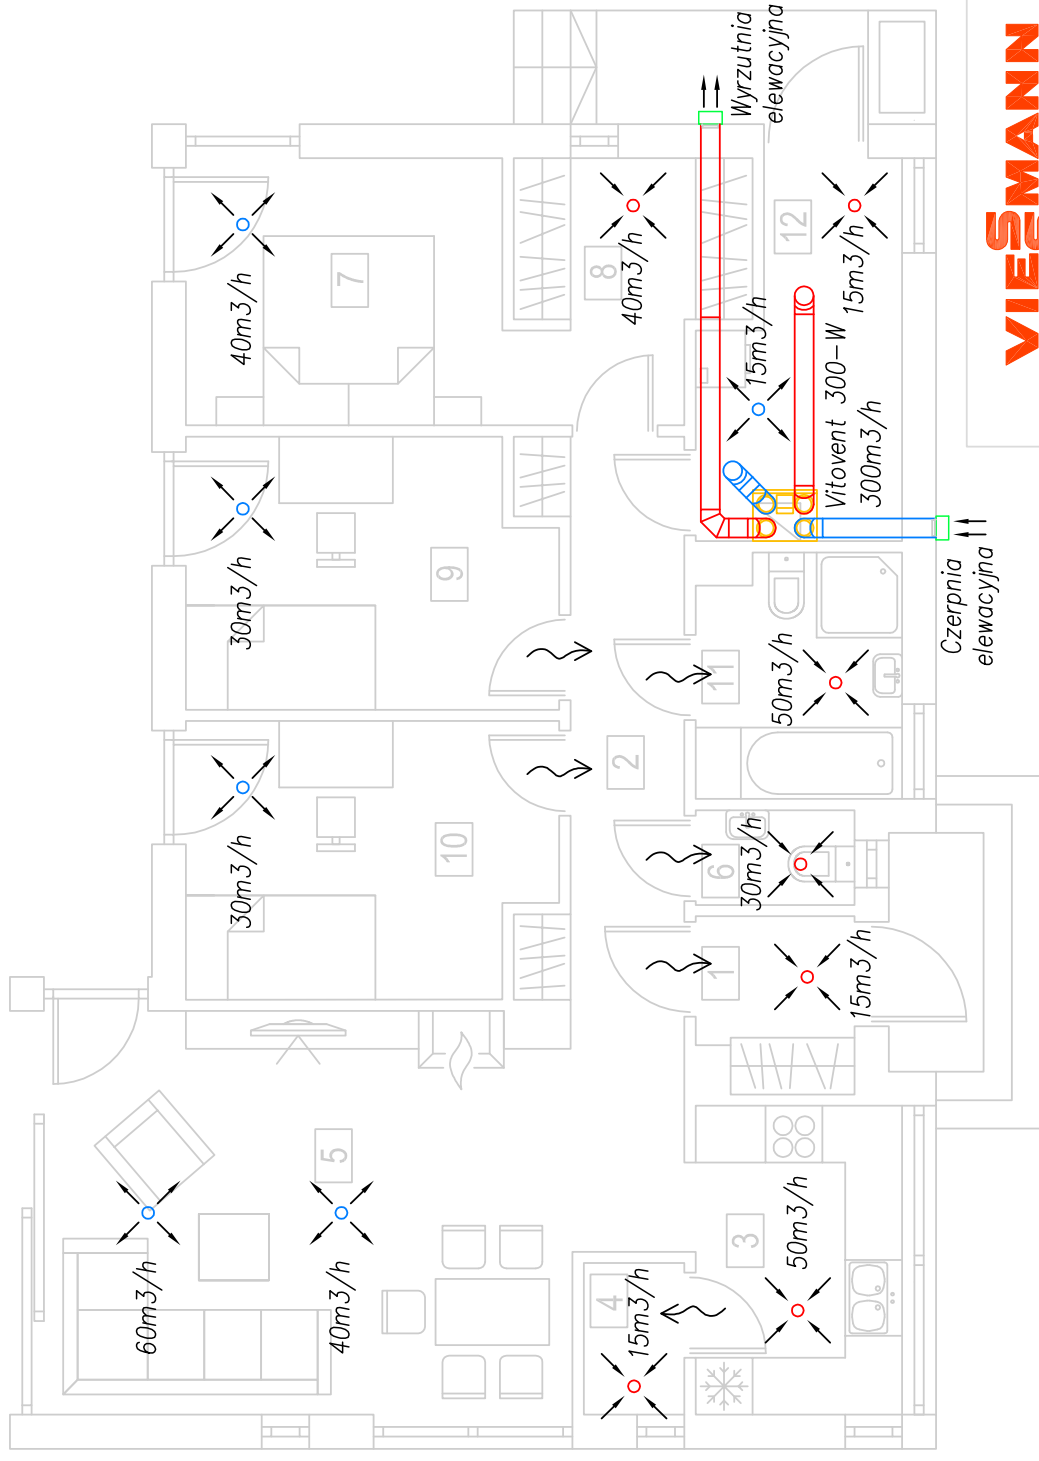 Wyrzutnia
elewacyjna
VIESMANN
40m3/h
7
8
40m3/h
12
15m3/h
15m3/h
Vitovent 300-W
300m3/h
30m3/h
9
Czerpnia
elewacyjna
11
50m3/h
2
30m3/h
10
6
30m3/h
1
15m3/h
5
60m3/h
40m3/h
3
50m3/h
4
15m3/h